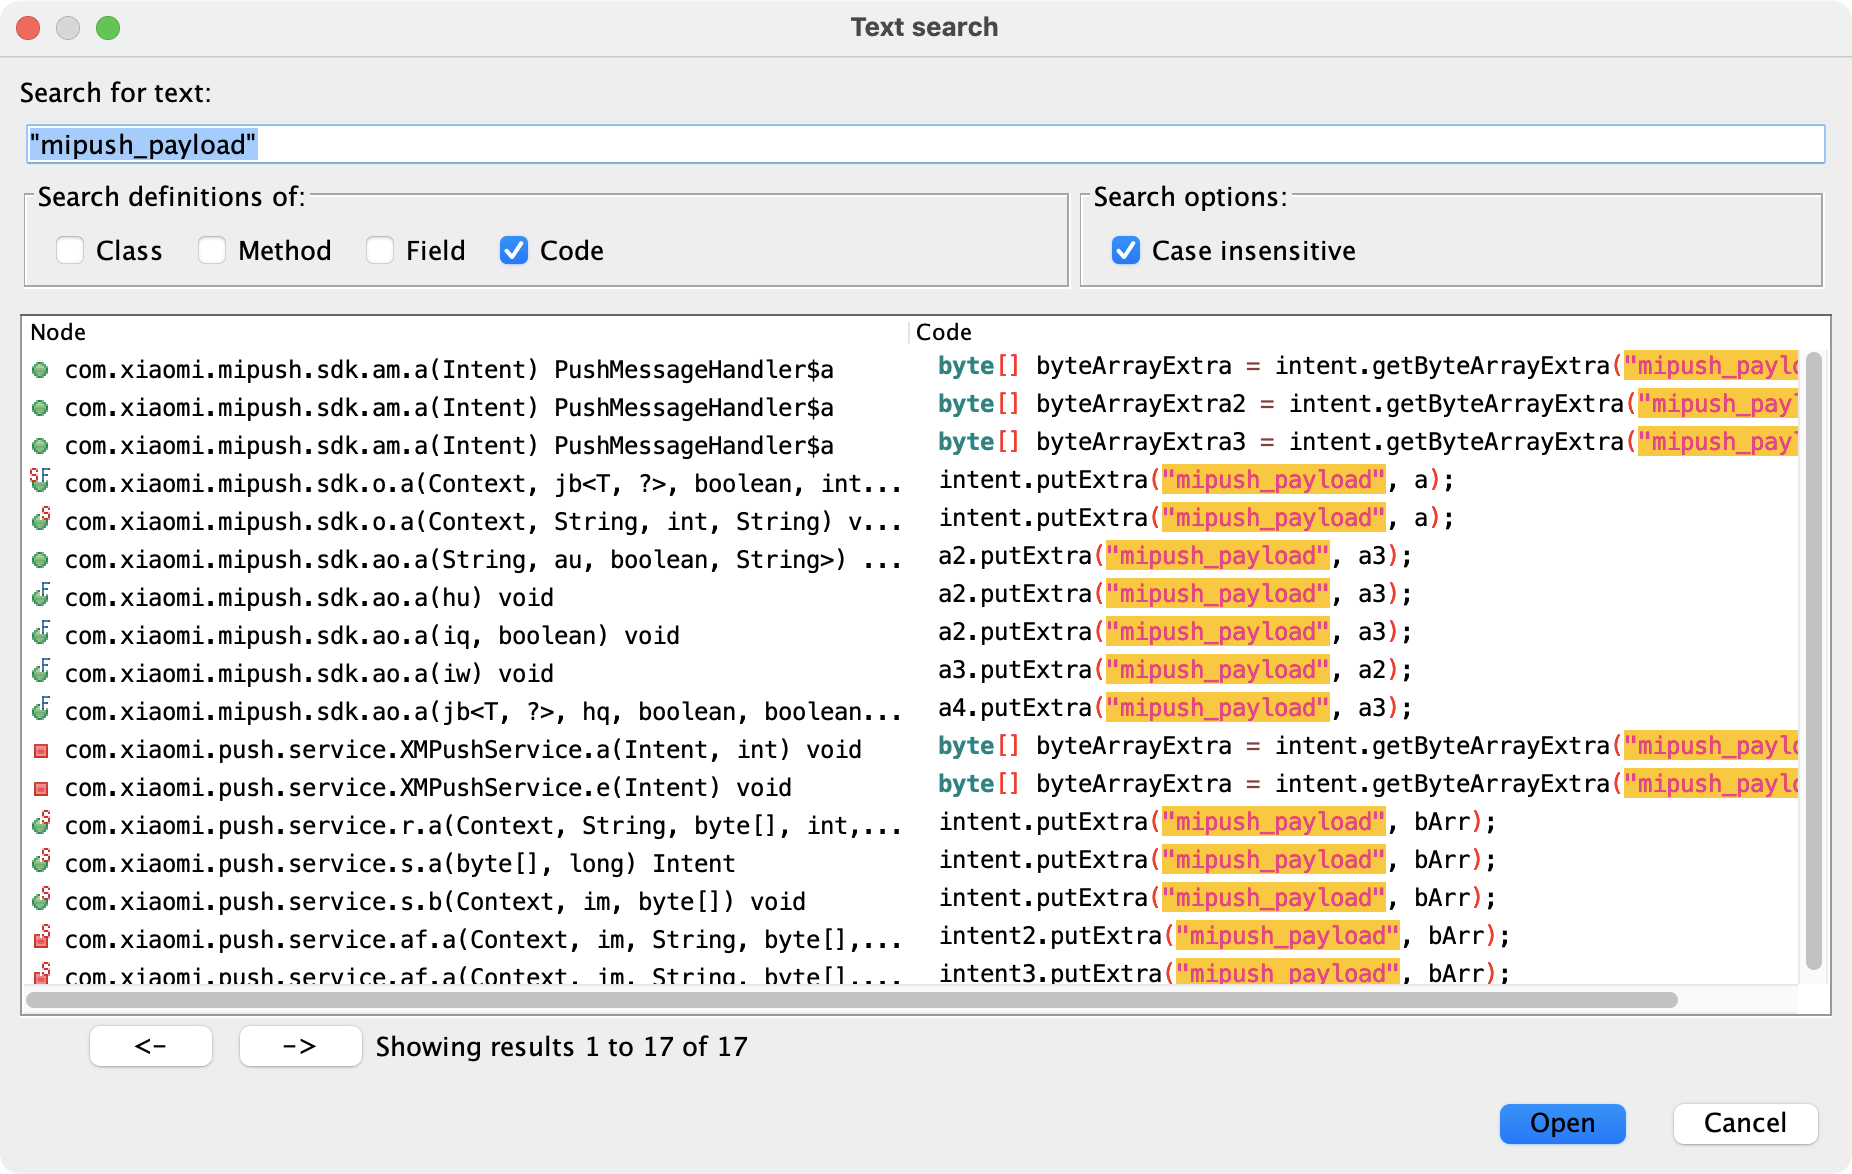 Text search
Search for text:
"mipush_payload"
Search definitions of:
Class Method Field Code
Search options:
Case insensitive
Node Code
com.xiaomi.mipush.sdk.am.a(Intent) PushMessageHandler$a byte[] byteArrayExtra = intent.getByteArrayExtra("mipush_paylo
com.xiaomi.mipush.sdk.am.a(Intent) PushMessageHandler$a byte[] byteArrayExtra2 = intent.getByteArrayExtra("mipush_payl
com.xiaomi.mipush.sdk.am.a(Intent) PushMessageHandler$a byte[] byteArrayExtra3 = intent.getByteArrayExtra("mipush_payl
com.xiaomi.mipush.sdk.o.a(Context, jb<T, ?>, boolean, int... intent.putExtra("mipush_payload", a);
com.xiaomi.mipush.sdk.o.a(Context, String, int, String) v... intent.putExtra("mipush_payload", a);
com.xiaomi.mipush.sdk.ao.a(String, au, boolean, String>) ... a2.putExtra("mipush_payload", a3);
com.xiaomi.mipush.sdk.ao.a(hu) void a2.putExtra("mipush_payload", a3);
com.xiaomi.mipush.sdk.ao.a(iq, boolean) void a2.putExtra("mipush_payload", a3);
com.xiaomi.mipush.sdk.ao.a(iw) void a3.putExtra("mipush_payload", a2);
com.xiaomi.mipush.sdk.ao.a(jb<T, ?>, hq, boolean, boolean... a4.putExtra("mipush_payload", a3);
com.xiaomi.push.service.XMPushService.a(Intent, int) void byte[] byteArrayExtra = intent.getByteArrayExtra("mipush_paylo
com.xiaomi.push.service.XMPushService.e(Intent) void byte[] byteArrayExtra = intent.getByteArrayExtra("mipush_paylo
com.xiaomi.push.service.r.a(Context, String, byte[], int,... intent.putExtra("mipush_payload", bArr);
com.xiaomi.push.service.s.a(byte[], long) Intent intent.putExtra("mipush_payload", bArr);
com.xiaomi.push.service.s.b(Context, im, byte[]) void intent.putExtra("mipush_payload", bArr);
com.xiaomi.push.service.af.a(Context, im, String, byte[],... intent2.putExtra("mipush_payload", bArr);
com.xiaomi.push.service.af.a(Context, im, String, byte[],... intent3.putExtra("mipush_payload", bArr);
<- -> Showing results 1 to 17 of 17
Open Cancel